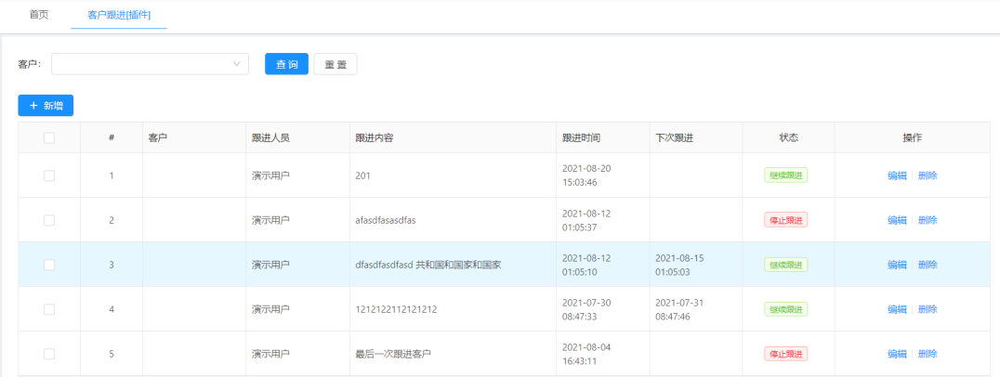 首页 客户跟进[插件]
客户: 查 询 重 置
+ 新增
# 客户 跟进人员 跟进内容 跟进时间 下次跟进 状态 操作
1 演示用户 201 2021-08-20 15:03:46 继续跟进 编辑 删除
2 演示用户 afasdfasasdfas 2021-08-12 01:05:37 停止跟进 编辑 删除
3 演示用户 dfasdfasdfasd 共和国和国家和国家 2021-08-12 01:05:10 2021-08-15 01:05:03 继续跟进 编辑 删除
4 演示用户 1212122112121212 2021-07-30 08:47:33 2021-07-31 08:47:46 继续跟进 编辑 删除
5 演示用户 最后一次跟进客户 2021-08-04 16:43:11 停止跟进 编辑 删除